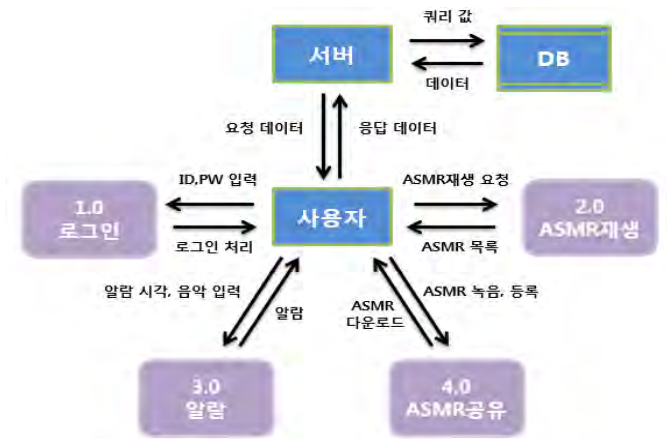 쿼리 값
서버
DB
데이터
요청 데이터
응답 데이터
ID,PW 입력
ASMR재생 요청
1.0
로그인
사용자
2.0
ASMR재생
로그인 처리
ASMR 목록
알람 시각, 음악 입력
알람
ASMR
다운로드
ASMR 녹음, 등록
3.0
알람
4.0
ASMR공유